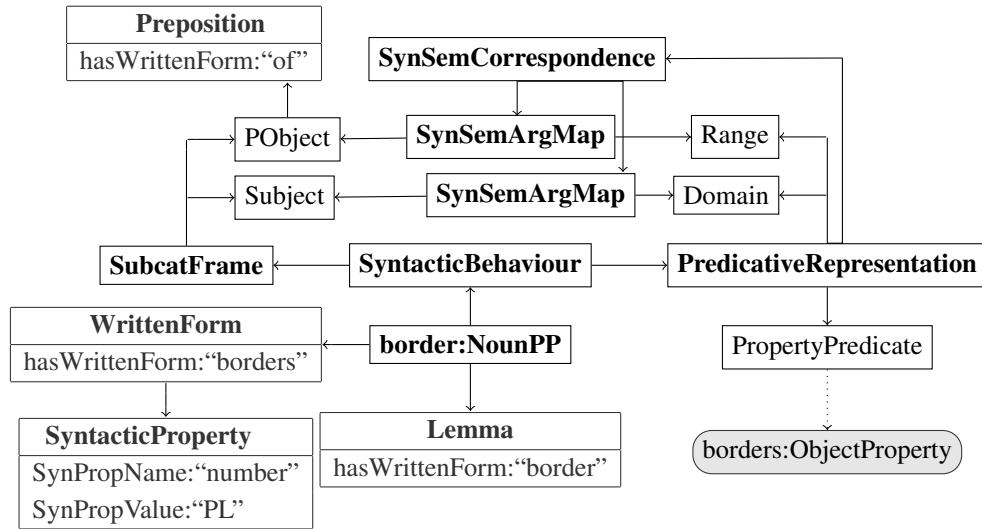 Preposition
hasWrittenForm:“of”
SynSemCorrespondence
PObject
SynSemArgMap
Range
Subject
SynSemArgMap
Domain
SubcatFrame
SyntacticBehaviour
PredicativeRepresentation
WrittenForm
hasWrittenForm:“borders”
border:NounPP
PropertyPredicate
SyntacticProperty
SynPropName:“number”
SynPropValue:“PL”
Lemma
hasWrittenForm:“border”
borders:ObjectProperty